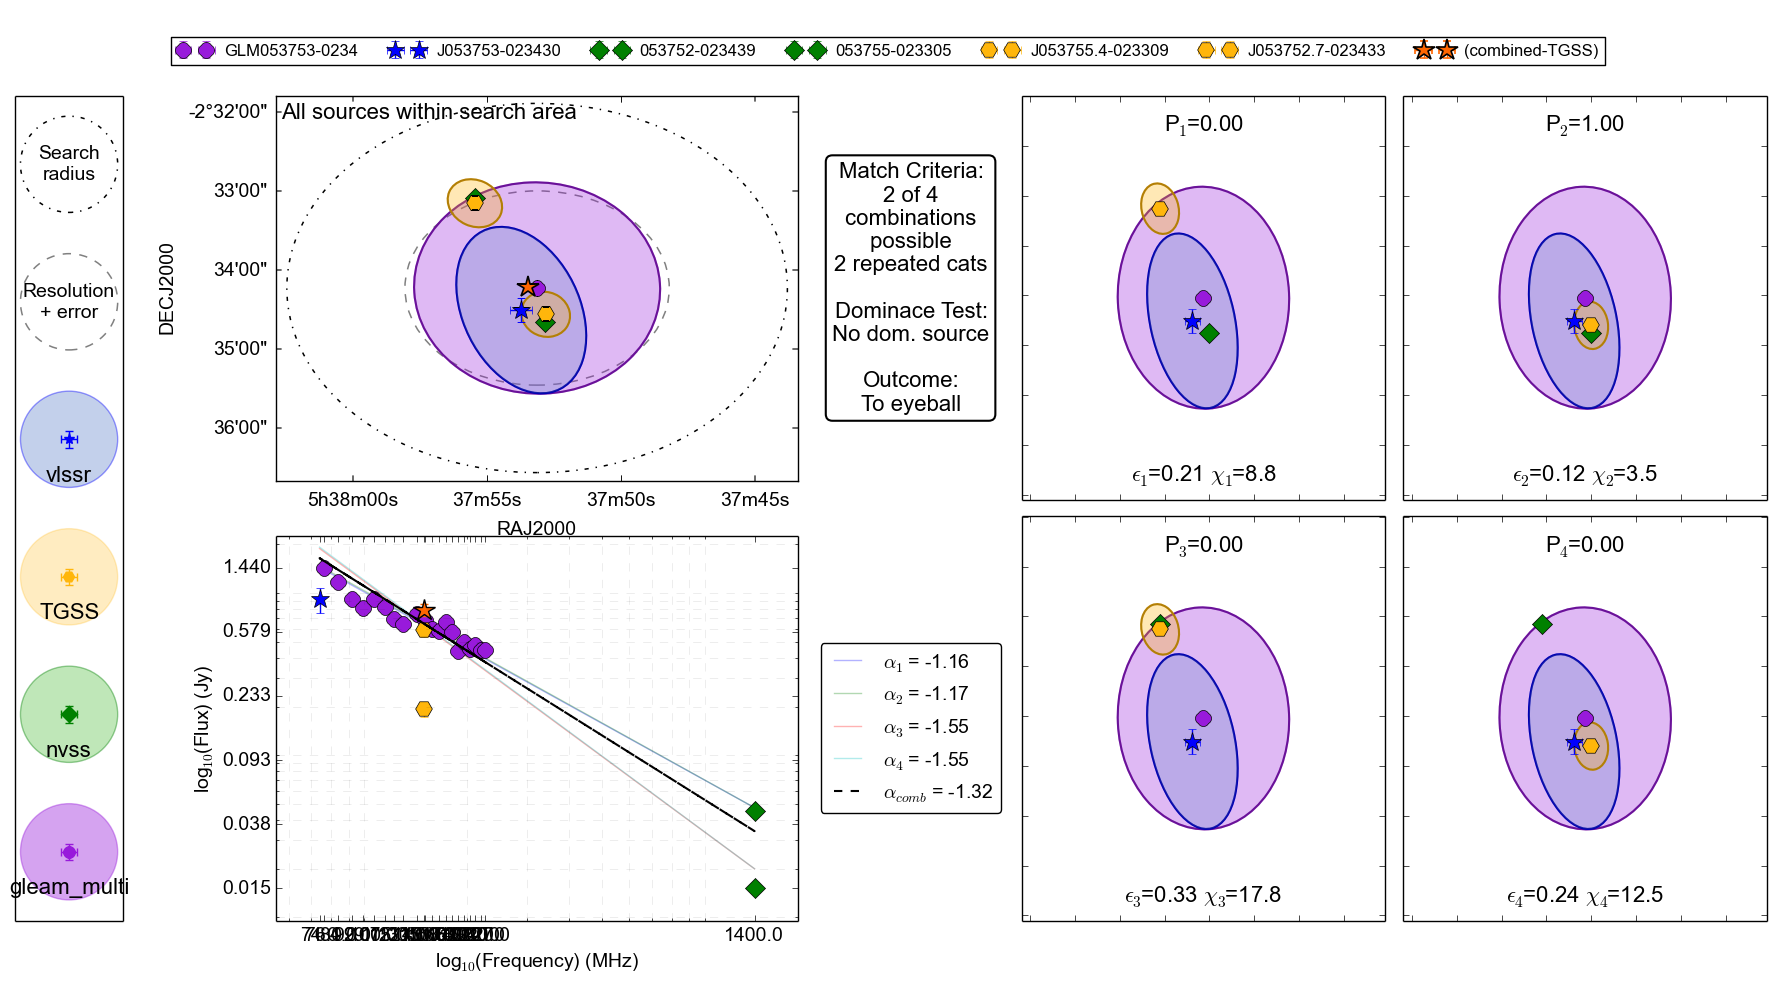 GLM053753-0234 J053753-023430 053752-023439 053755-023305 J053755.4-023309 J053752.7-023433 (combined-TGSS)
Search
radius
Resolution
+ error
vlssr
TGSS
nvss
gleam_multi
All sources within search area
DECJ2000
-2°32'00"
33'00"
34'00"
35'00"
36'00"
5h38m00s 37m55s 37m50s 37m45s
RAJ2000
Match Criteria:
2 of 4
combinations
possible
2 repeated cats
Dominace Test:
No dom. source
Outcome:
To eyeball
log₁₀(Flux) (Jy)
1.440
0.579
0.233
0.093
0.038
0.015
1400.0
log₁₀(Frequency) (MHz)
α₁ = -1.16
α₂ = -1.17
α₃ = -1.55
α₄ = -1.55
α_comb = -1.32
P₁=0.00
ϵ₁=0.21 χ₁=8.8
P₂=1.00
ϵ₂=0.12 χ₂=3.5
P₃=0.00
ϵ₃=0.33 χ₃=17.8
P₄=0.00
ϵ₄=0.24 χ₄=12.5